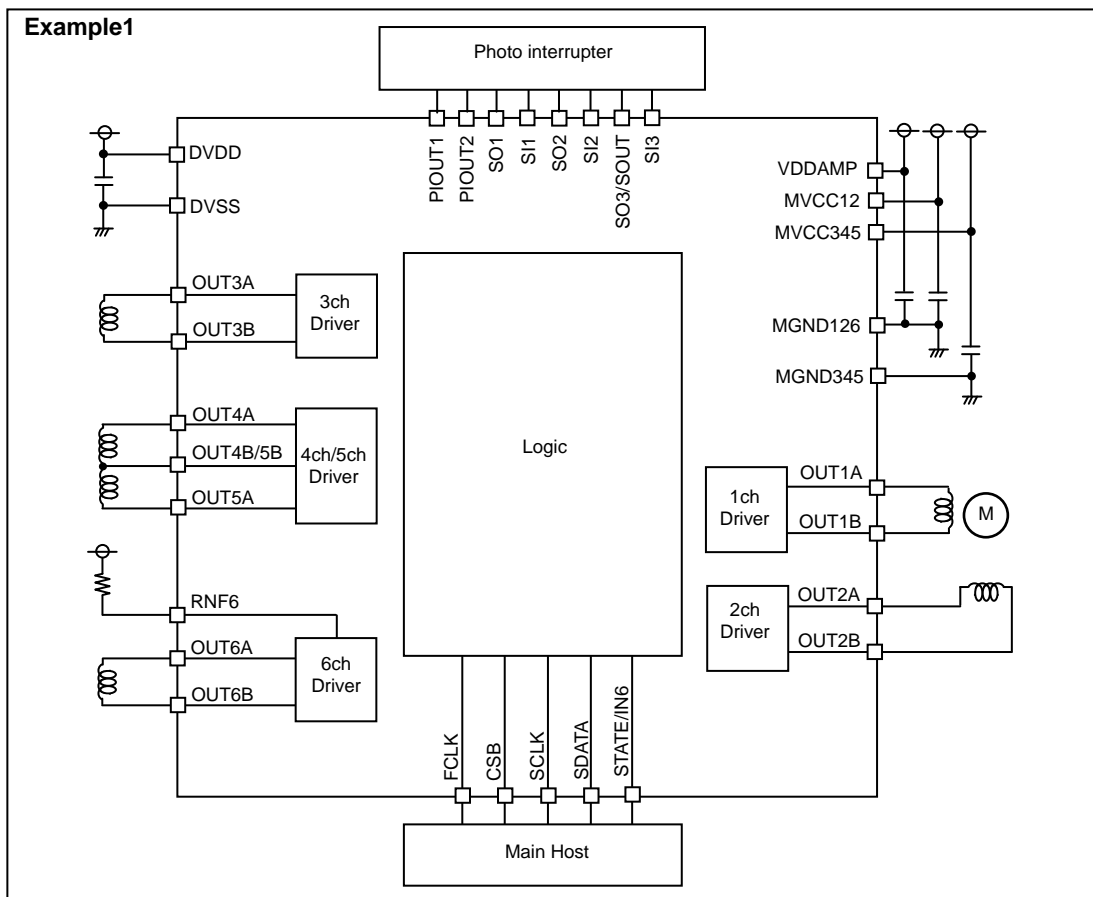 Example1
Photo interrupter
PIOUT1
PIOUT2
SO1
SI1
SO2
SI2
SO3/SOUT
SI3
DVDD
DVSS
VDDAMP
MVCC12
MVCC345
MGND126
MGND345
OUT3A
OUT3B
3ch
Driver
OUT4A
OUT4B/5B
OUT5A
4ch/5ch
Driver
RNF6
OUT6A
OUT6B
6ch
Driver
Logic
1ch
Driver
OUT1A
OUT1B
M
2ch
Driver
OUT2A
OUT2B
FCLK
CSB
SCLK
SDATA
STATE/IN6
Main Host